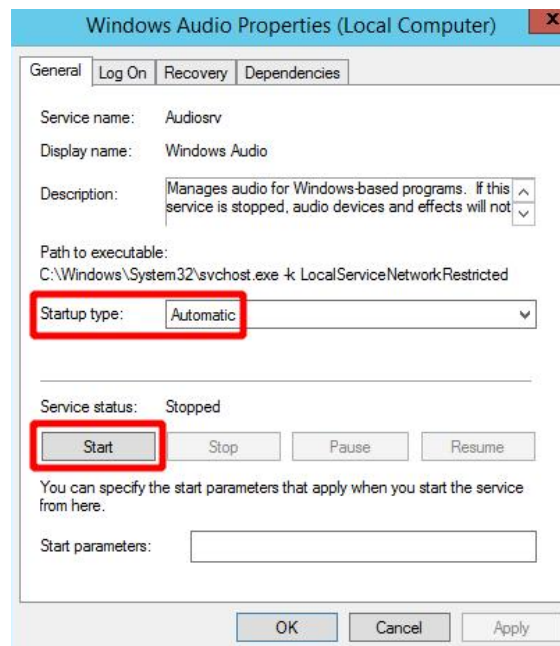 Windows Audio Properties (Local Computer)
x
General Log On Recovery Dependencies
Service name: Audiosrv
Display name: Windows Audio
Description: Manages audio for Windows-based programs. If this
service is stopped, audio devices and effects will not
Path to executable:
C:\Windows\System32\svchost.exe -k LocalServiceNetworkRestricted
Startup type: Automatic
Service status: Stopped
Start Stop Pause Resume
You can specify the start parameters that apply when you start the service
from here.
Start parameters:
OK Cancel Apply